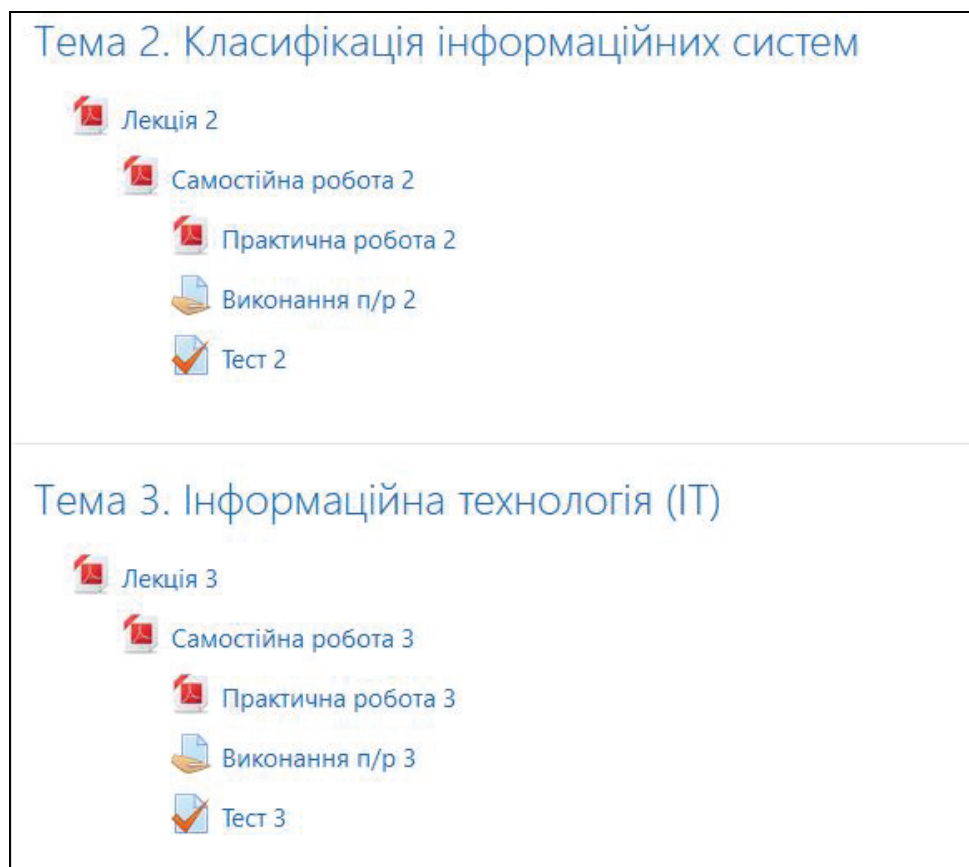 Тема 2. Класифікація інформаційних систем
Лекція 2
Самостійна робота 2
Практична робота 2
Виконання п/р 2
Тест 2
Тема 3. Інформаційна технологія (ІТ)
Лекція 3
Самостійна робота 3
Практична робота 3
Виконання п/р 3
Тест 3